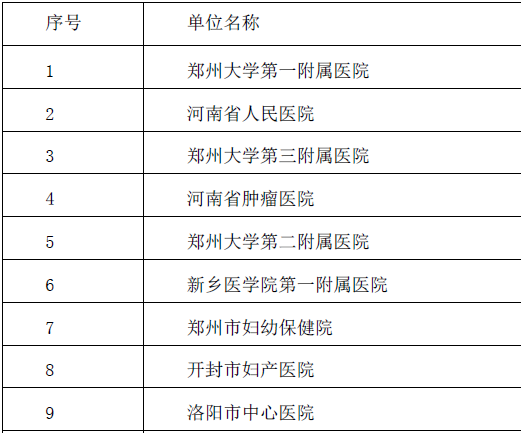 序号 单位名称
1 郑州大学第一附属医院
2 河南省人民医院
3 郑州大学第三附属医院
4 河南省肿瘤医院
5 郑州大学第二附属医院
6 新乡医学院第一附属医院
7 郑州市妇幼保健院
8 开封市妇产医院
9 洛阳市中心医院